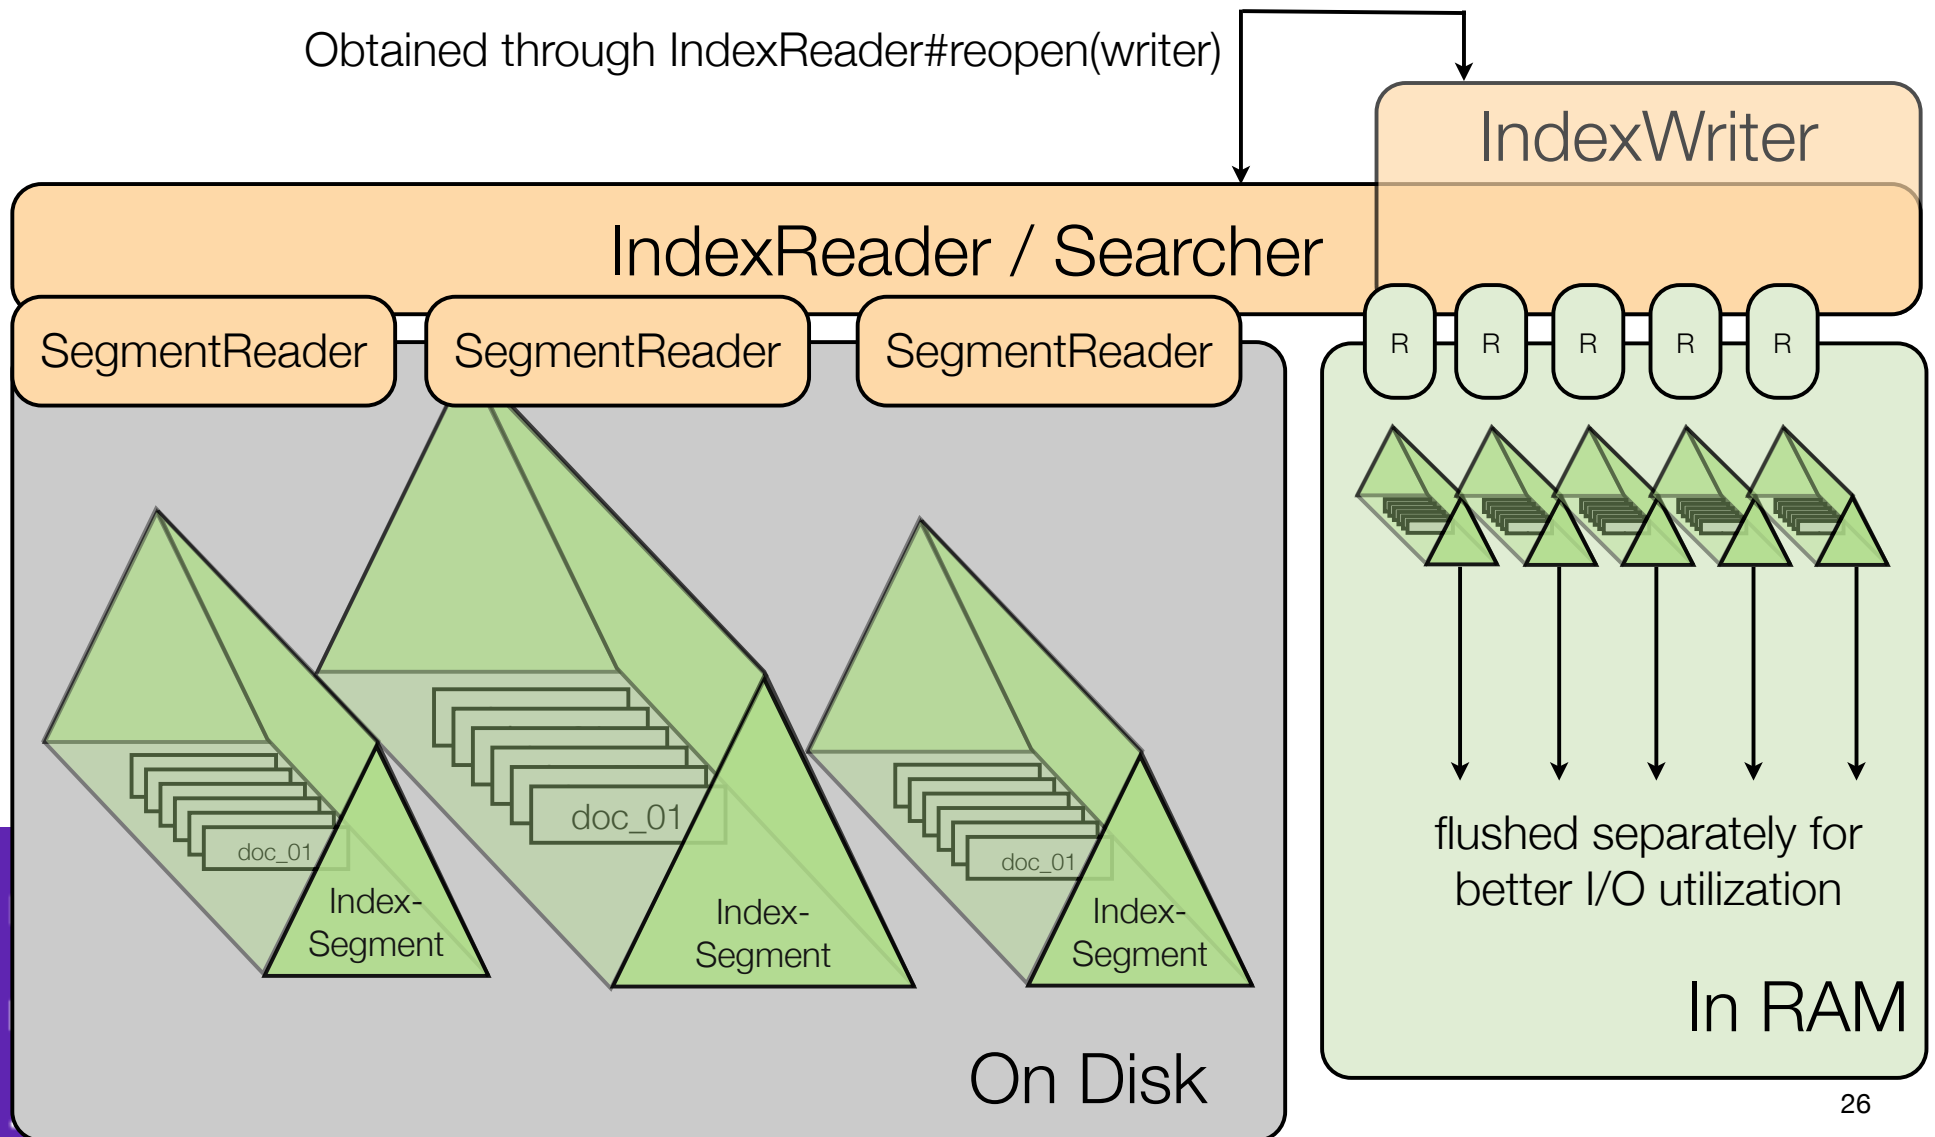 Obtained through IndexReader#reopen(writer)
IndexWriter
IndexReader / Searcher
SegmentReader
SegmentReader
SegmentReader
R
R
R
R
R
doc_01
doc_01
doc_01
Index-
Segment
Index-
Segment
Index-
Segment
flushed separately for
better I/O utilization
In RAM
On Disk
26